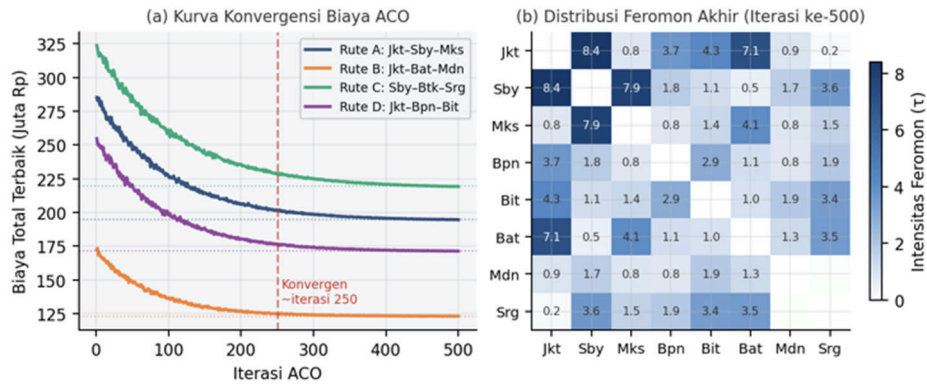 (a) Kurva Konvergensi Biaya ACO
Biaya Total Terbaik (Juta Rp)
325
300
275
250
225
200
175
150
125
Rute A: Jkt–Sby–Mks
Rute B: Jkt–Bat–Mdn
Rute C: Sby–Btk–Srg
Rute D: Jkt–Bpn–Bit
Konvergen
~iterasi 250
0 100 200 300 400 500
Iterasi ACO
(b) Distribusi Feromon Akhir (Iterasi ke-500)
Jkt 8.4 0.8 3.7 4.3 7.1 0.9 0.2
Sby 8.4 7.9 1.8 1.1 0.5 1.7 3.6
Mks 0.8 7.9 0.8 1.4 4.1 0.8 1.5
Bpn 3.7 1.8 0.8 2.9 1.1 0.8 1.9
Bit 4.3 1.1 1.4 2.9 1.0 1.9 3.4
Bat 7.1 0.5 4.1 1.1 1.0 1.3 3.5
Mdn 0.9 1.7 0.8 0.8 1.9 1.3
Srg 0.2 3.6 1.5 1.9 3.4 3.5
Jkt Sby Mks Bpn Bit Bat Mdn Srg
8
6
4
2
0
Intensitas Feromon (τ)